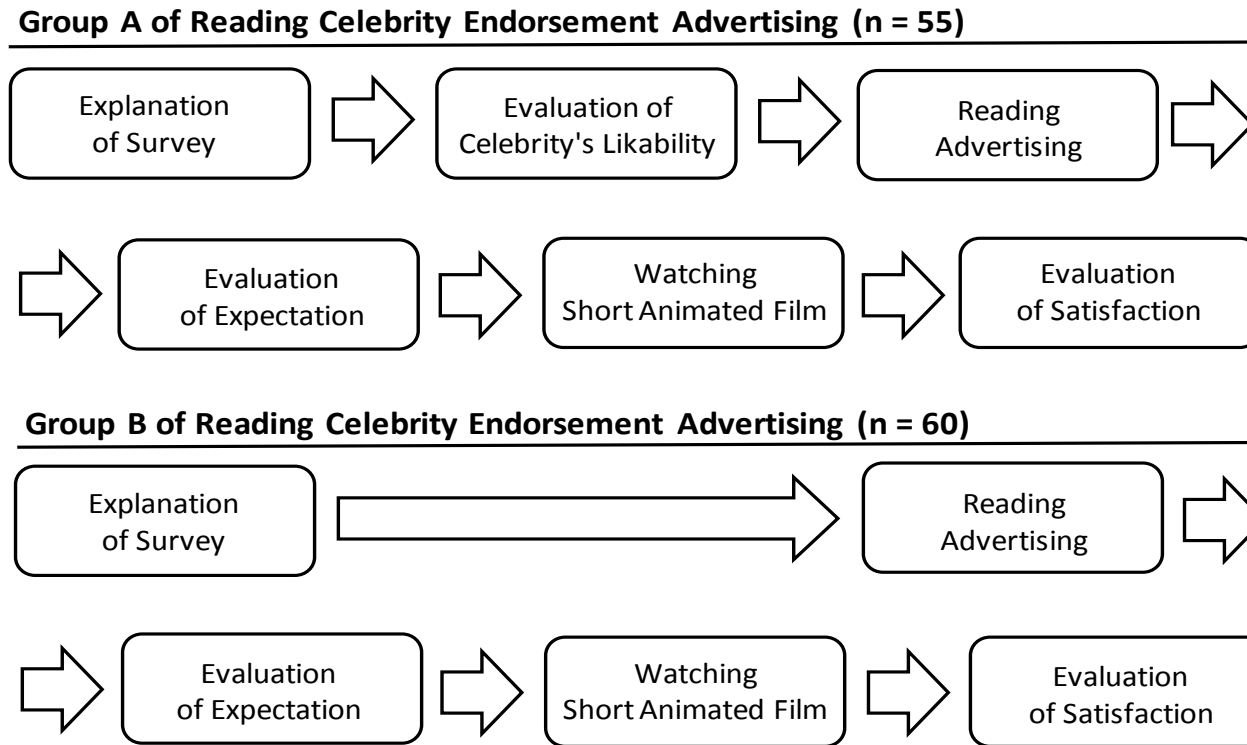 Group A of Reading Celebrity Endorsement Advertising (n = 55)
Explanation
of Survey
Evaluation of
Celebrity's Likability
Reading
Advertising
Evaluation
of Expectation
Watching
Short Animated Film
Evaluation
of Satisfaction
Group B of Reading Celebrity Endorsement Advertising (n = 60)
Explanation
of Survey
Reading
Advertising
Evaluation
of Expectation
Watching
Short Animated Film
Evaluation
of Satisfaction